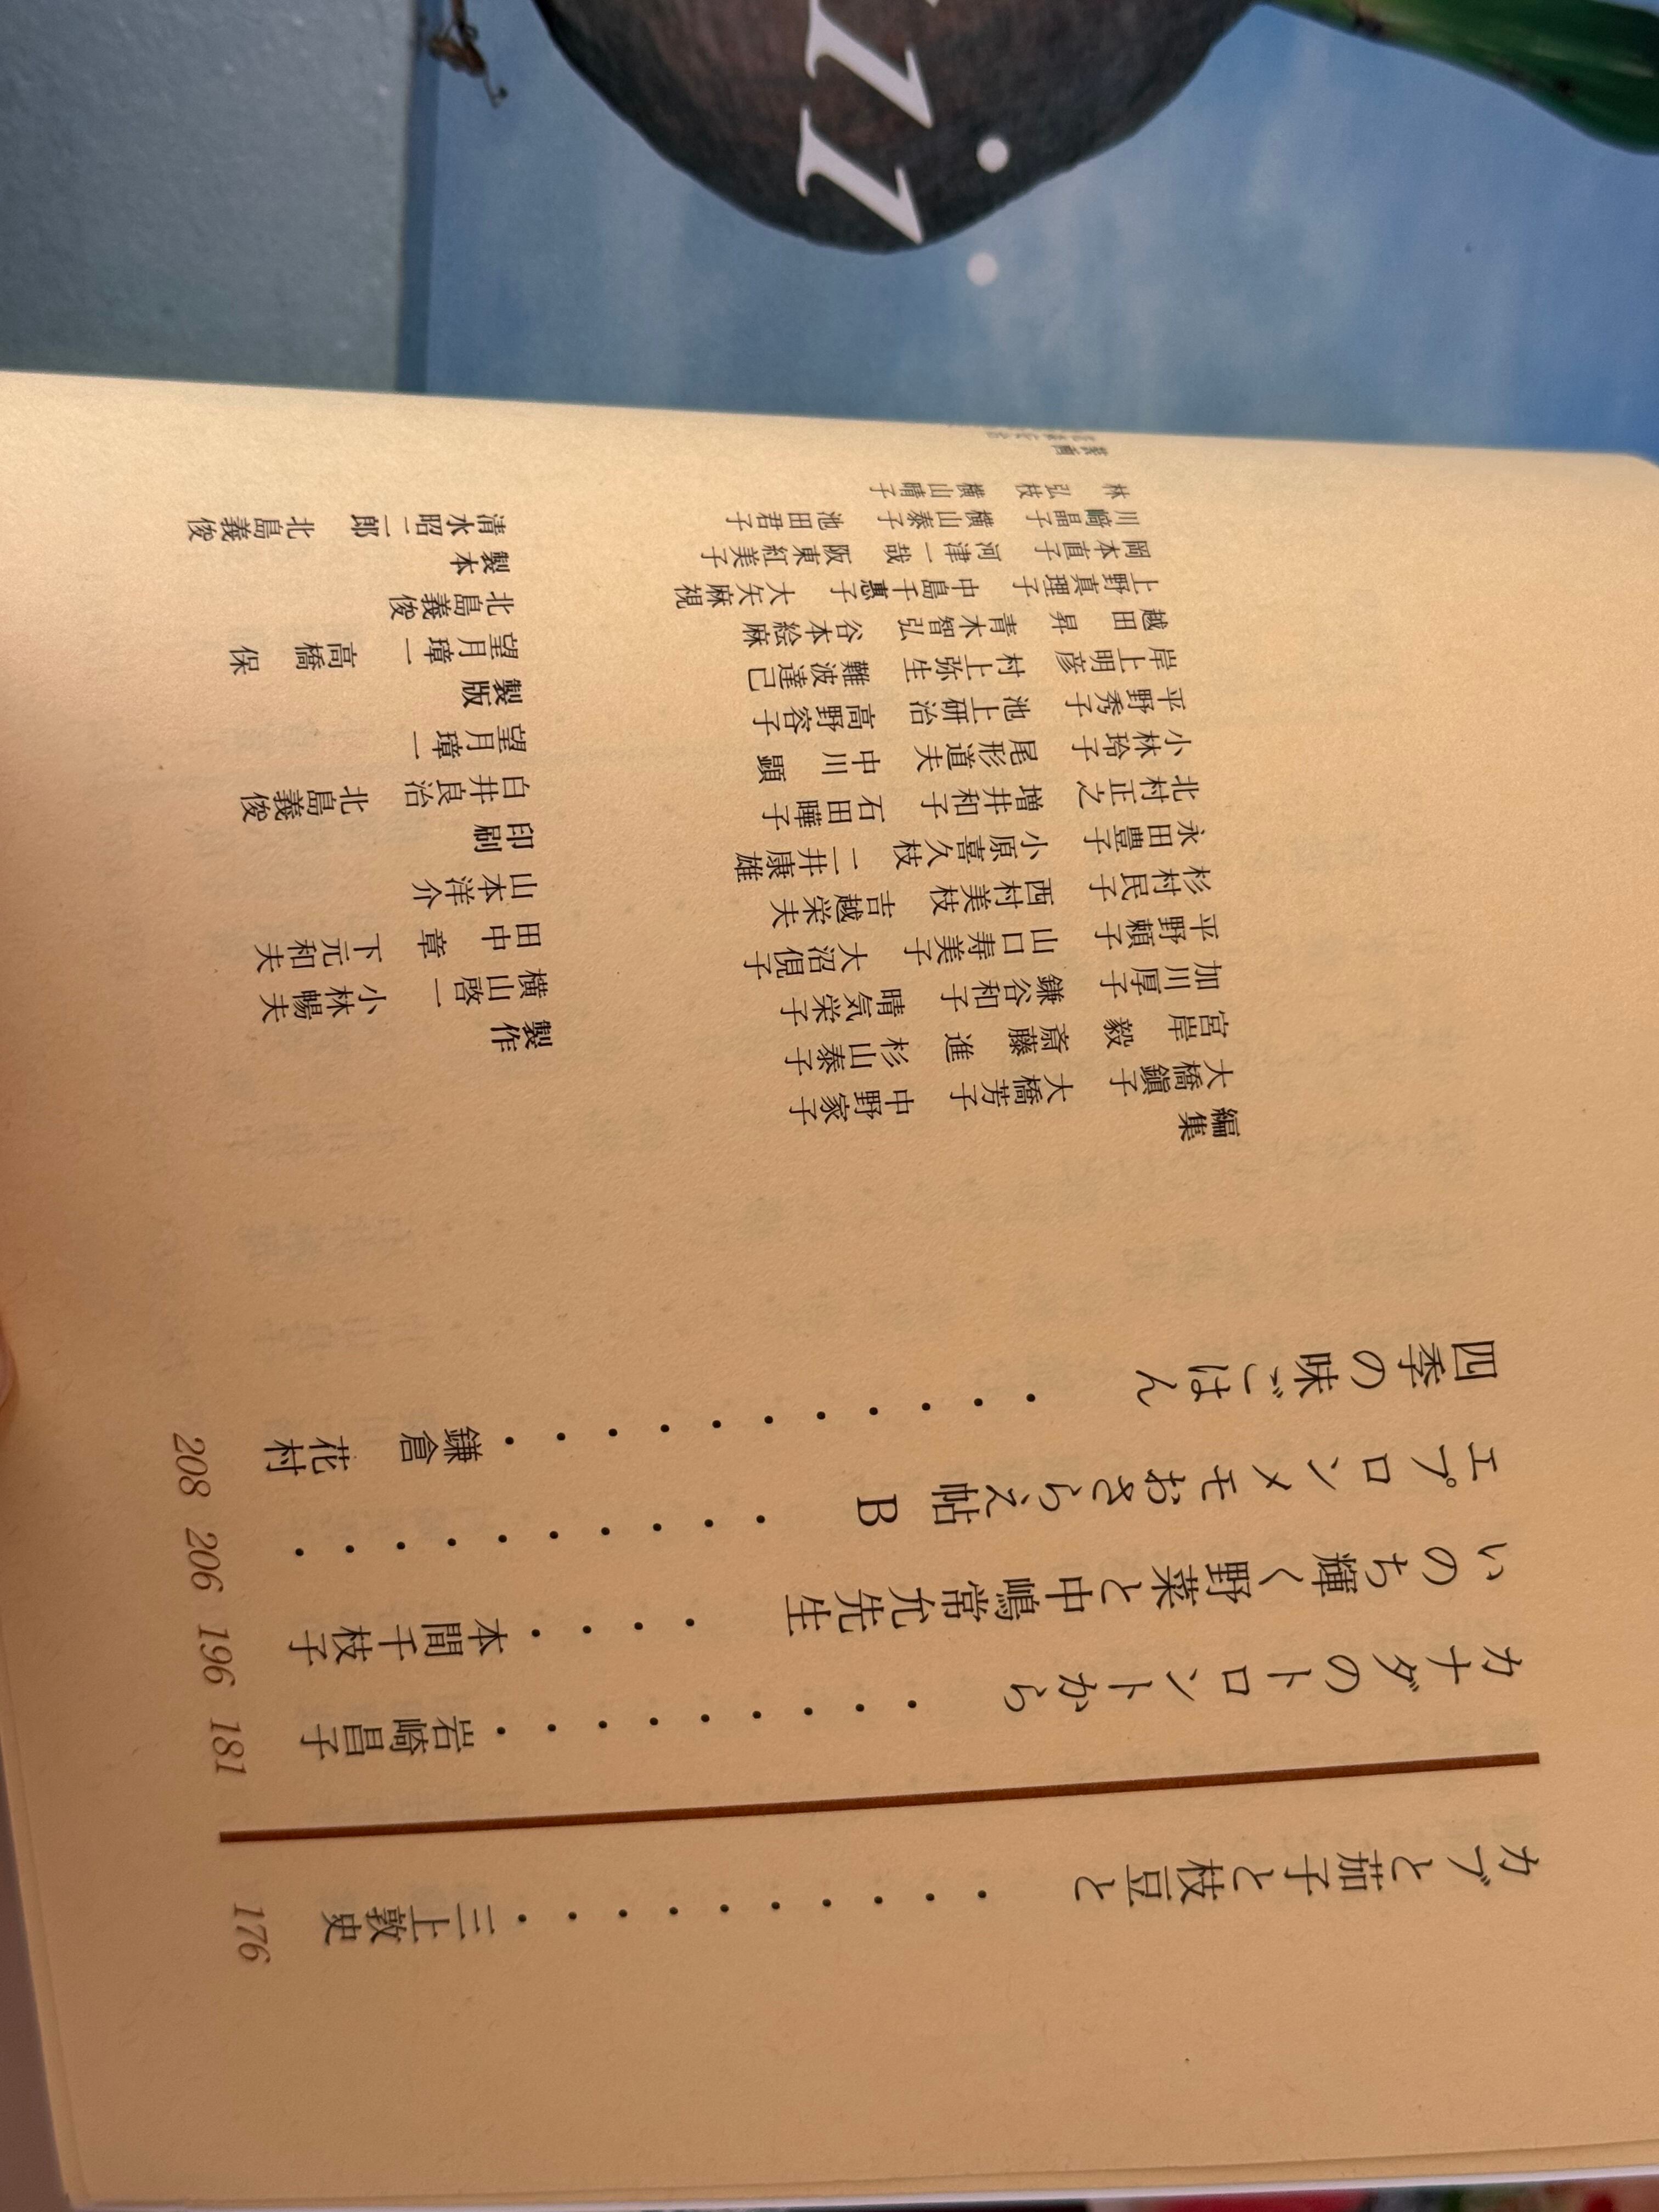 カブと茄子と枝豆と・・・・・・・・・・三上敦史 176
カナダのトロントから・・・・・・・・・岩崎昌子 181
いのち輝く野菜と中嶋常允先生・・・・本間千枝子 196
エプロンメモおさらえ帖 B・・・・・・・・・・ 206
四季の味ごはん・・・・・・・・・・・鎌倉 花村 208
編集
大橋鎭子 大橋芳子 中野家子
宮岸 毅 斎藤 進 杉山泰子
加川厚子 鎌谷和子 晴気栄子
平野頼子 山口寿美子 大沼俔子
杉村民子 西村美枝 吉越栄夫
永田豊子 小原喜久枝 二井康雄
北村正之 増井和子 石田曄子
小林玲子 尾形道夫 中川 顕
平野秀子 池上研治 高野容子
岸上明彦 村上弥生 難波達己
越田 昇 青木智弘 谷本絵麻
上野真理子 中島千恵子 大矢麻視
岡本直子 河津一哉 阪東紅美子
川﨑晶子 横山泰子 池田君子
林 弘枝 横山晴子
装画
製作
横山啓一 小林暢夫
田中 章 下元和夫
山本洋介
印刷
白井良治 北島義俊
望月璋一
製版
望月璋一 高橋 保
北島義俊
製本
清水昭二郎 北島義俊